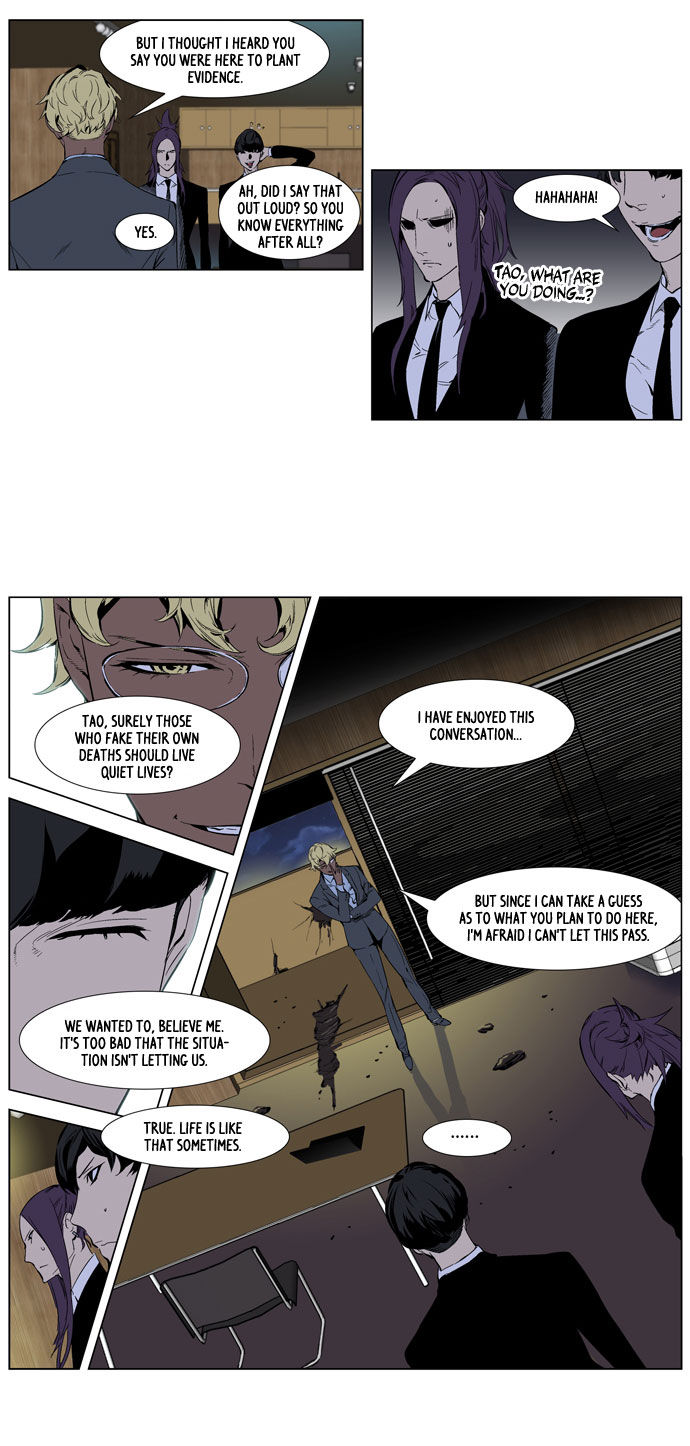 BUT I THOUGHT I HEARD YOU
SAY YOU WERE HERE TO PLANT
EVIDENCE.
AH, DID I SAY THAT
OUT LOUD? SO YOU
KNOW EVERYTHING
AFTER ALL?
YES.
HAHAHAHA!
TAO, WHAT ARE
YOU DOING...?
TAO, SURELY THOSE
WHO FAKE THEIR OWN
DEATHS SHOULD LIVE
QUIET LIVES?
WE WANTED TO, BELIEVE ME.
IT'S TOO BAD THAT THE SITUA-
TION ISN'T LETTING US.
TRUE. LIFE IS LIKE
THAT SOMETIMES.
I HAVE ENJOYED THIS
CONVERSATION...
BUT SINCE I CAN TAKE A GUESS
AS TO WHAT YOU PLAN TO DO HERE,
I'M AFRAID I CAN'T LET THIS PASS.
......